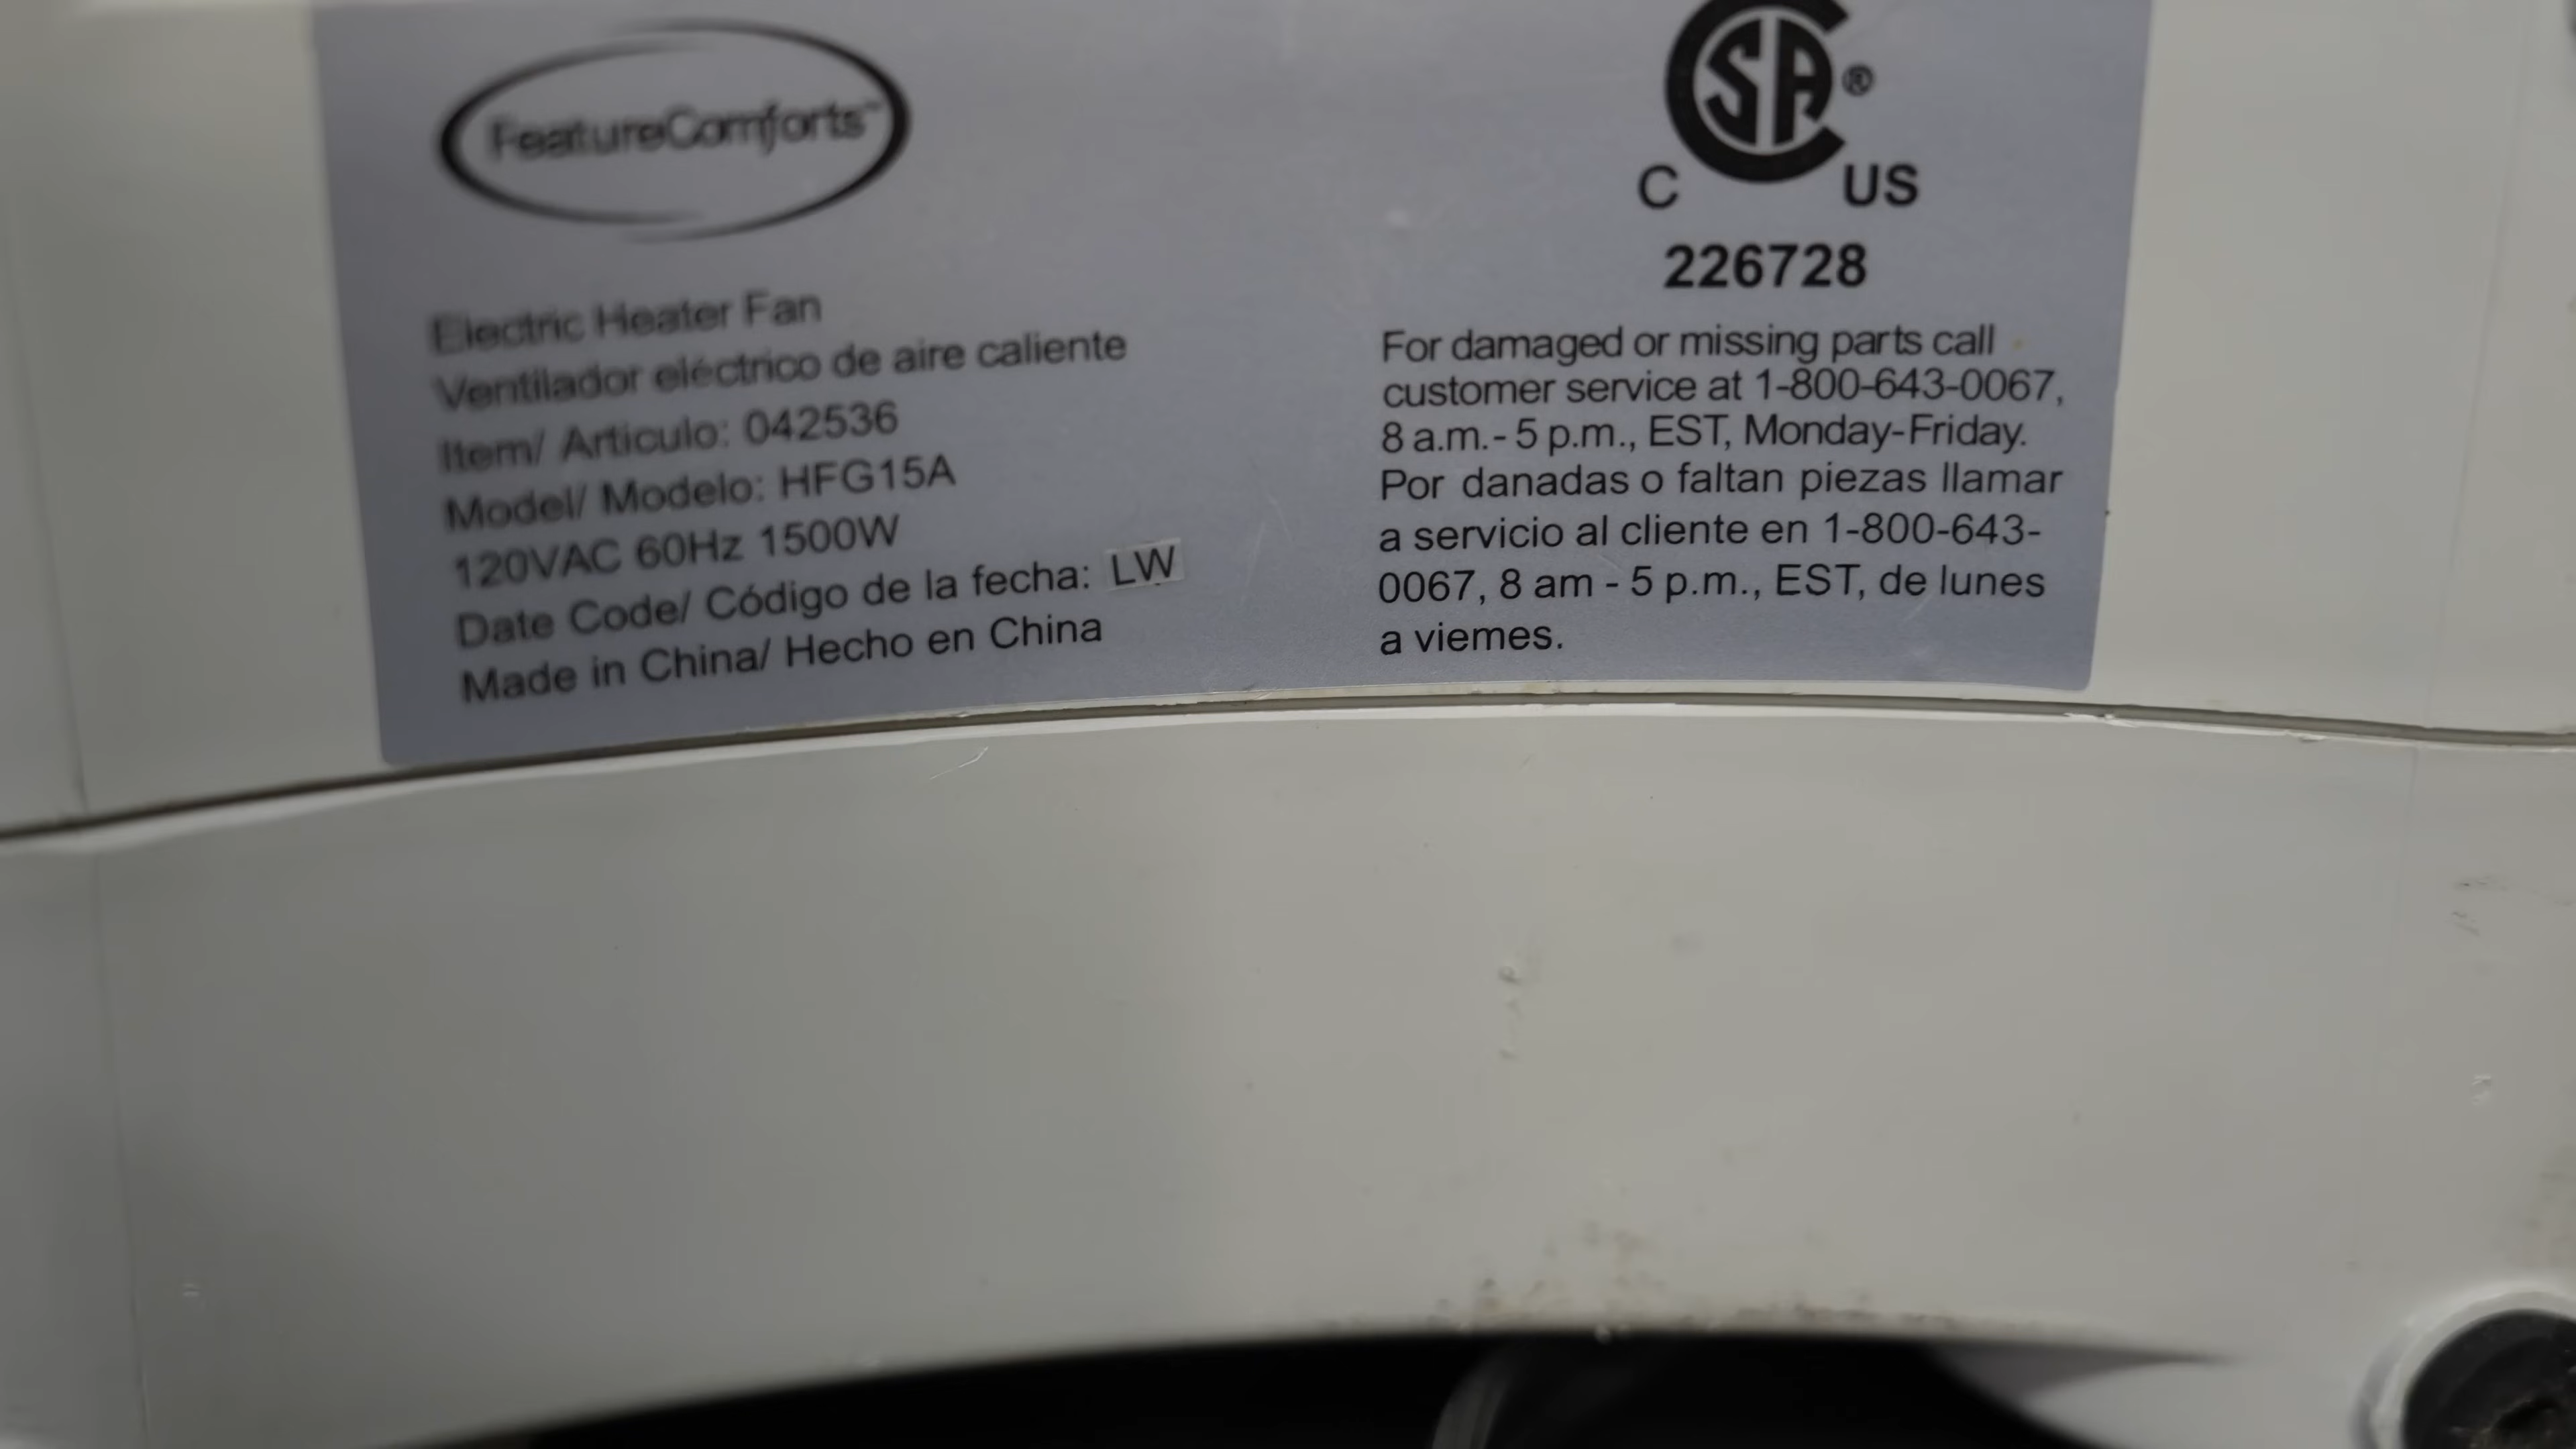 FeatureComforts™
Electric Heater Fan
Ventilador eléctrico de aire caliente
Item/ Articulo: 042536
Model/ Modelo: HFG15A
120VAC 60Hz 1500W
Date Code/ Código de la fecha: LW
Made in China/ Hecho en China
SA®
C US
226728
For damaged or missing parts call
customer service at 1-800-643-0067,
8 a.m.- 5 p.m., EST, Monday-Friday.
Por danadas o faltan piezas llamar
a servicio al cliente en 1-800-643-
0067, 8 am - 5 p.m., EST, de lunes
a viernes.